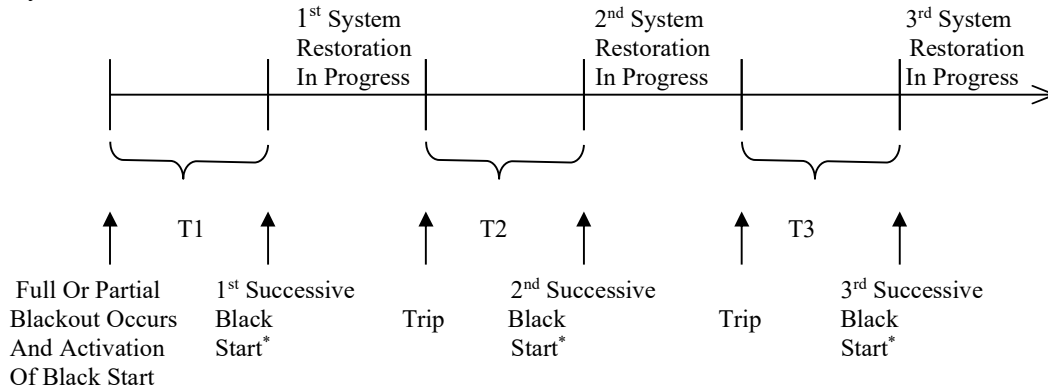 1st System
Restoration
In Progress
2nd System
Restoration
In Progress
3rd System
Restoration
In Progress
T1
T2
T3
Full Or Partial
Blackout Occurs
And Activation
Of Black Start
1st Successive
Black
Start*
Trip
2nd Successive
Black
Start*
Trip
3rd Successive
Black
Start*